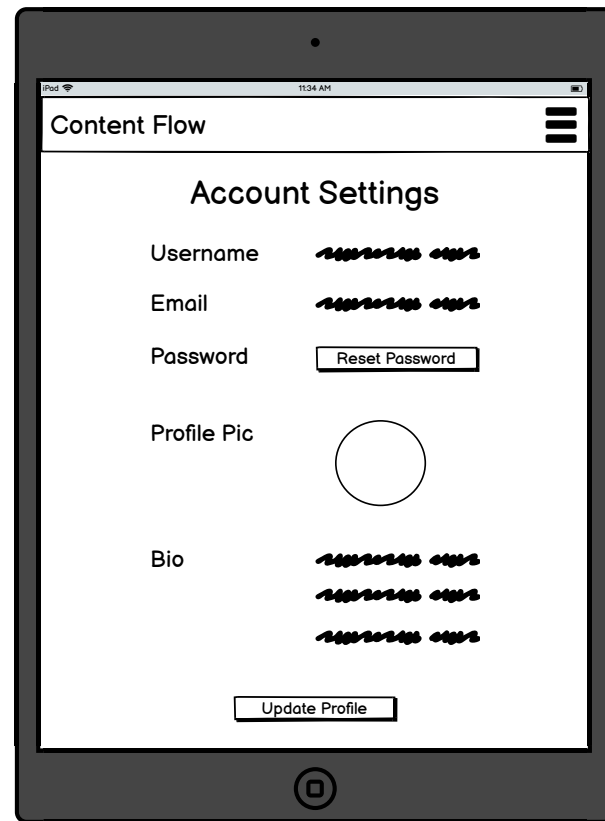 iPad
11:34 AM
Content Flow
Account Settings
Username
Email
Password
Reset Password
Profile Pic
Bio
Update Profile